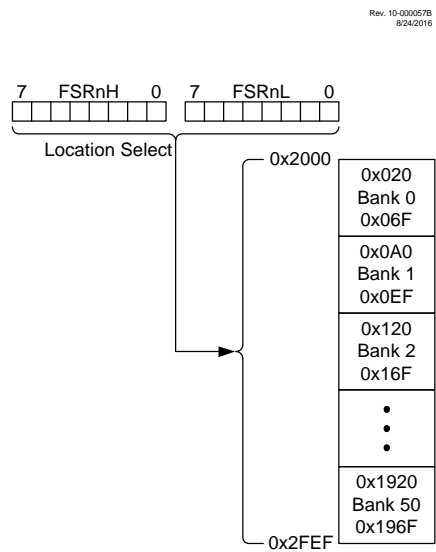 Rev. 10-000057B
8/24/2016
7 FSRnH 0 7 FSRnL 0
Location Select
0x2000
0x020
Bank 0
0x06F
0x0A0
Bank 1
0x0EF
0x120
Bank 2
0x16F
0x1920
Bank 50
0x196F
0x2FEF